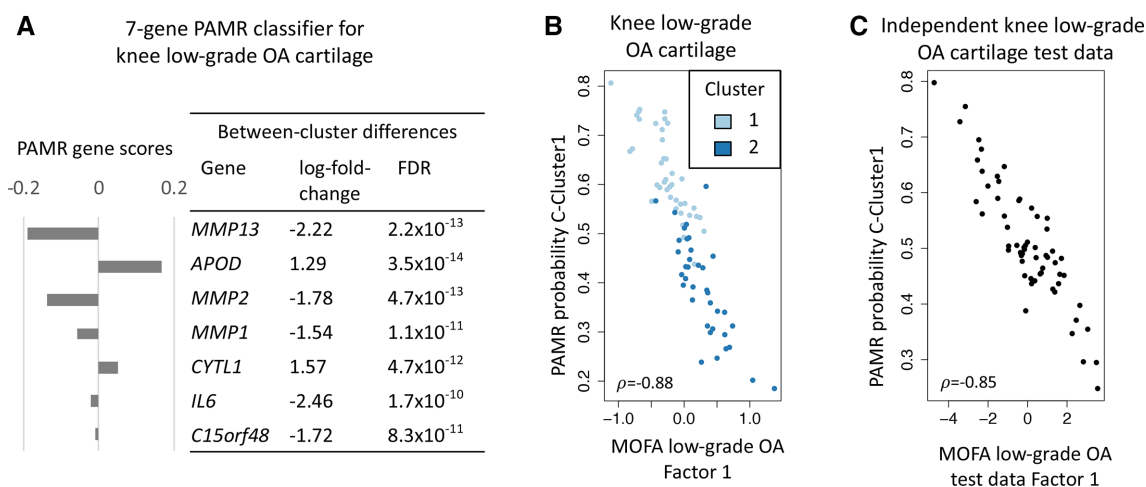 A
7-gene PAMR classifier for
knee low-grade OA cartilage
PAMR gene scores
-0.2 0 0.2
Between-cluster differences
Gene log-fold-change FDR
MMP13 -2.22 2.2x10⁻¹³
APOD 1.29 3.5x10⁻¹⁴
MMP2 -1.78 4.7x10⁻¹³
MMP1 -1.54 1.1x10⁻¹¹
CYTL1 1.57 4.7x10⁻¹²
IL6 -2.46 1.7x10⁻¹⁰
C15orf48 -1.72 8.3x10⁻¹¹
B
Knee low-grade
OA cartilage
Cluster
1
2
PAMR probability C-Cluster1
0.8
0.7
0.6
0.5
0.4
0.3
0.2
ρ=-0.88
-1.0 0.0 1.0
MOFA low-grade OA
Factor 1
C
Independent knee low-grade
OA cartilage test data
PAMR probability C-Cluster1
0.8
0.7
0.6
0.5
0.4
0.3
ρ=-0.85
-4 -2 0 2
MOFA low-grade OA
test data Factor 1